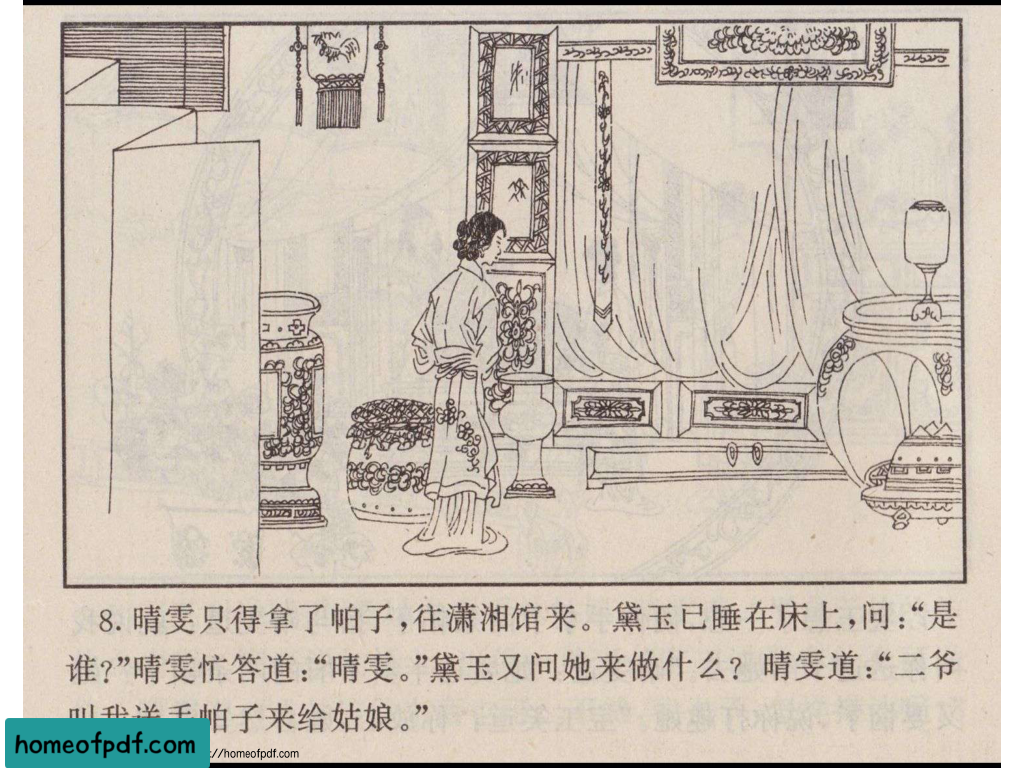 8. 晴雯只得拿了帕子，往潇湘馆来。黛玉已睡在床上，问：“是
谁？”晴雯忙答道：“晴雯。”黛玉又问她来做什么？晴雯道：“二爷
叫我送手帕子来给姑娘。”
homeofpdf.com
://homeofpdf.com